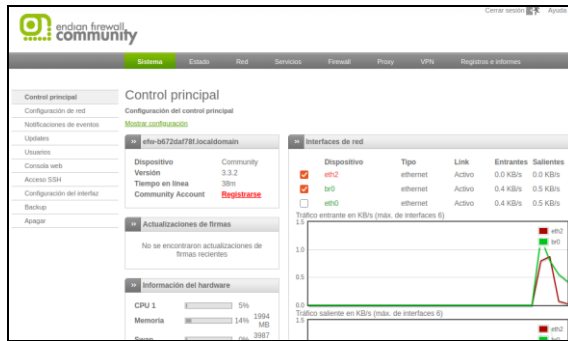 Cerrar sesión Ayuda
endian firewall
community
Sistema Estado Red Servicios Firewall Proxy VPN Registros e informes
Control principal
Configuración de red
Notificaciones de eventos
Updates
Usuarios
Consola web
Acceso SSH
Configuración del interfaz
Backup
Apagar
Control principal
Configuración del control principal
Mostrar configuración
efw-b672daf78f.localdomain
Dispositivo Community
Versión 3.3.2
Tiempo en línea 38m
Community Account Registrarse
Actualizaciones de firmas
No se encontraron actualizaciones de
firmas recientes
Información del hardware
CPU 1 5%
Memoria 14% 1994
MB
Swap 0% 3987
Interfaces de red
Dispositivo Tipo Link Entrantes Salientes
eth2 ethernet Activo 0.0 KB/s 0.0 KB/s
br0 ethernet Activo 0.4 KB/s 0.5 KB/s
eth0 ethernet Activo 0.4 KB/s 0.5 KB/s
Tráfico entrante en KB/s (máx. de interfaces 6)
1.5
eth2
br0
1.0
0.5
0.0
Tráfico saliente en KB/s (máx. de interfaces 6)
1.5
eth2
br0